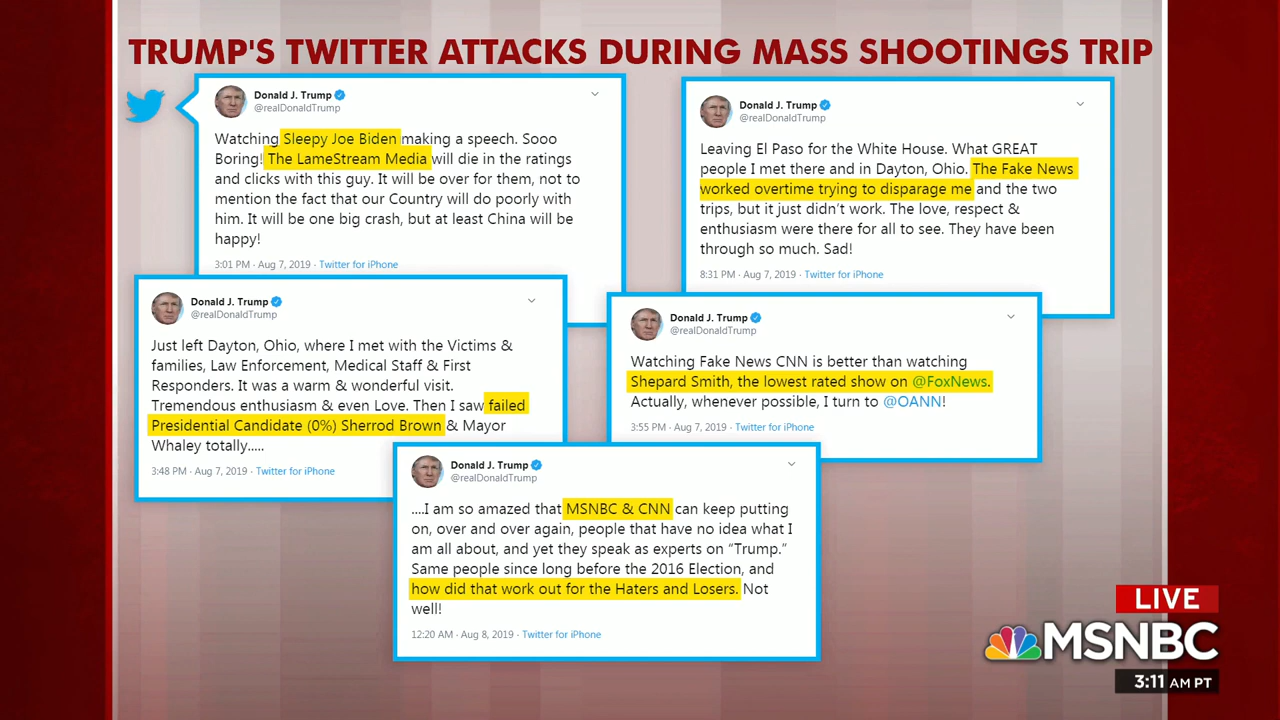 TRUMP'S TWITTER ATTACKS DURING MASS SHOOTINGS TRIP
Donald J. Trump
@realDonaldTrump
Watching Sleepy Joe Biden making a speech. Sooo
Boring! The LameStream Media will die in the ratings
and clicks with this guy. It will be over for them, not to
mention the fact that our Country will do poorly with
him. It will be one big crash, but at least China will be
happy!
3:01 PM · Aug 7, 2019 · Twitter for iPhone
Donald J. Trump
@realDonaldTrump
Leaving El Paso for the White House. What GREAT
people I met there and in Dayton, Ohio. The Fake News
worked overtime trying to disparage me and the two
trips, but it just didn't work. The love, respect &
enthusiasm were there for all to see. They have been
through so much. Sad!
8:31 PM · Aug 7, 2019 · Twitter for iPhone
Donald J. Trump
@realDonaldTrump
Just left Dayton, Ohio, where I met with the Victims &
families, Law Enforcement, Medical Staff & First
Responders. It was a warm & wonderful visit.
Tremendous enthusiasm & even Love. Then I saw failed
Presidential Candidate (0%) Sherrod Brown & Mayor
Whaley totally.....
3:48 PM · Aug 7, 2019 · Twitter for iPhone
Donald J. Trump
@realDonaldTrump
Watching Fake News CNN is better than watching
Shepard Smith, the lowest rated show on @FoxNews.
Actually, whenever possible, I turn to @OANN!
3:55 PM · Aug 7, 2019 · Twitter for iPhone
Donald J. Trump
@realDonaldTrump
....I am so amazed that MSNBC & CNN can keep putting
on, over and over again, people that have no idea what I
am all about, and yet they speak as experts on “Trump.”
Same people since long before the 2016 Election, and
how did that work out for the Haters and Losers. Not
well!
12:20 AM · Aug 8, 2019 · Twitter for iPhone
LIVE
MSNBC
3:11 AM PT